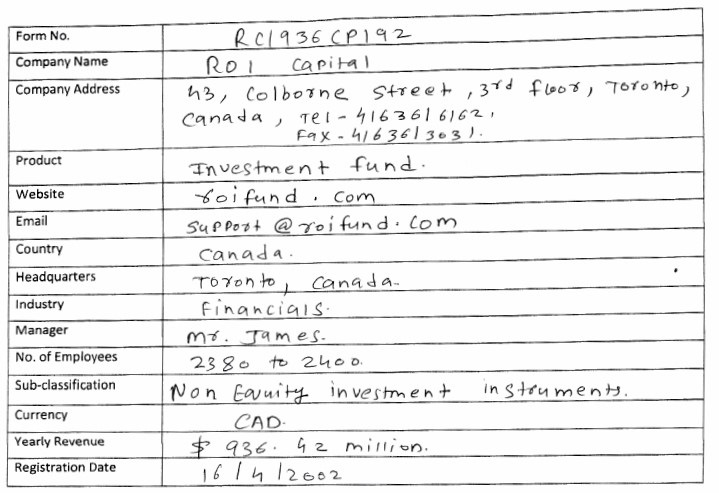 Form No. RC1936CP192
Company Name ROI Capital
Company Address 43, Colborne Street, 3rd floor, Toronto,
Canada, Tel - 4163616162,
Fax - 4163613031.
Product Investment fund.
Website roifund.com
Email support@roifund.com
Country Canada.
Headquarters Toronto, Canada.
Industry Financials.
Manager Mr. James.
No. of Employees 2380 to 2400.
Sub-classification Non Equity investment instruments.
Currency CAD.
Yearly Revenue $ 936.42 million.
Registration Date 16/4/2002